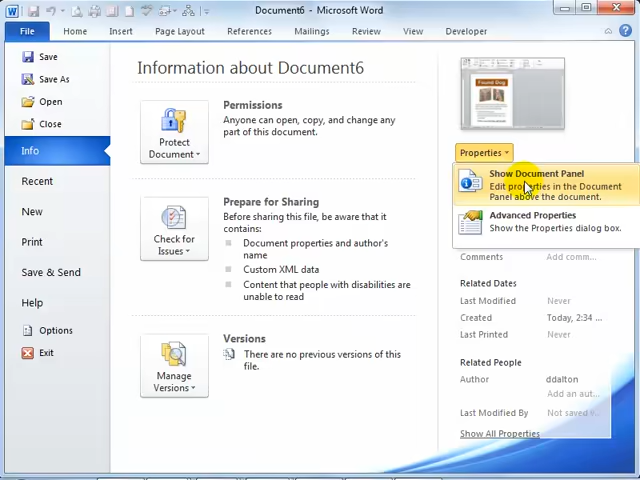 Document6 - Microsoft Word
File Home Insert Page Layout References Mailings Review View Developer
Save
Save As
Open
Close
Info
Recent
New
Print
Save & Send
Help
Options
Exit
Information about Document6
Protect
Document
Permissions
Anyone can open, copy, and change any
part of this document.
Check for
Issues
Prepare for Sharing
Before sharing this file, be aware that it
contains:
Document properties and author's
name
Custom XML data
Content that people with disabilities are
unable to read
Manage
Versions
Versions
There are no previous versions of this
file.
Found Dog
Properties
Show Document Panel
Edit properties in the Document
Panel above the document.
Advanced Properties
Show the Properties dialog box.
Comments Add comm...
Related Dates
Last Modified Never
Created Today, 2:34 ...
Last Printed Never
Related People
Author ddalton
Add an aut...
Last Modified By Not saved y...
Show All Properties